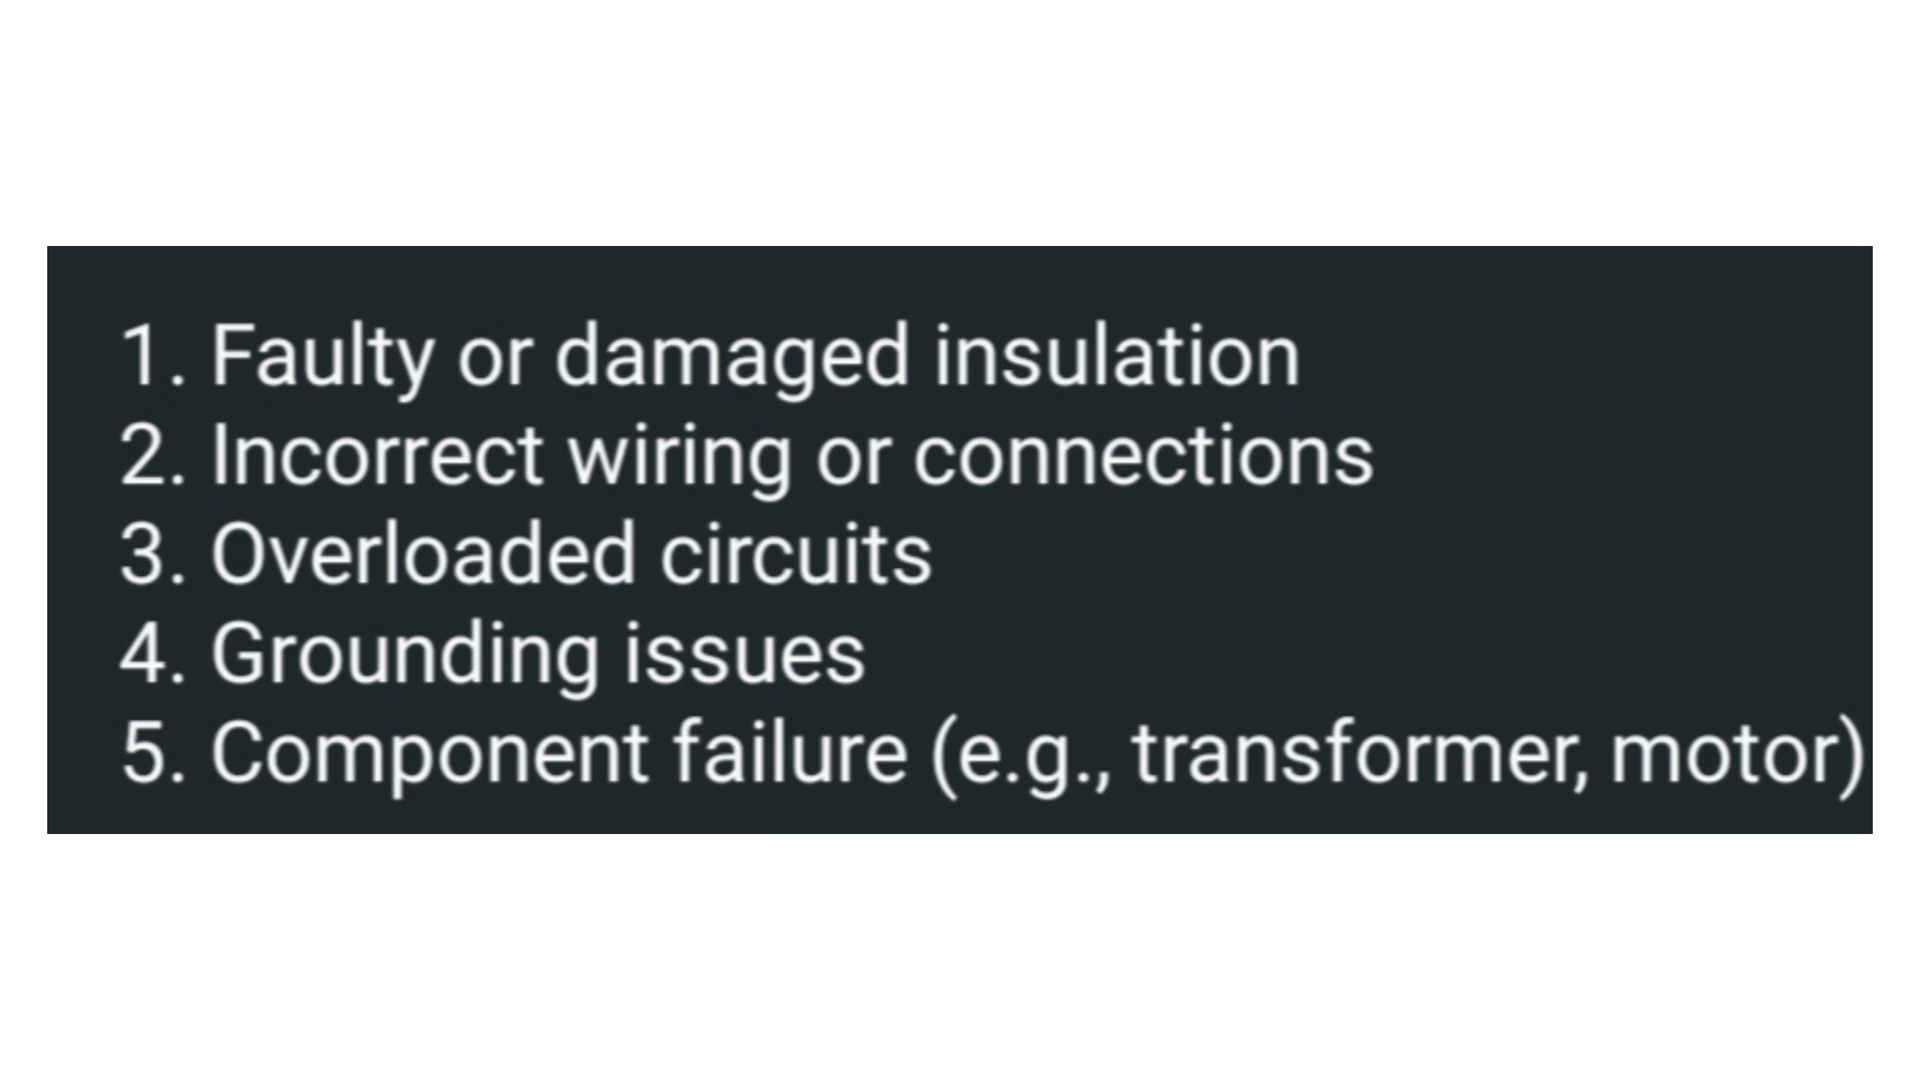 1. Faulty or damaged insulation
2. Incorrect wiring or connections
3. Overloaded circuits
4. Grounding issues
5. Component failure (e.g., transformer, motor)